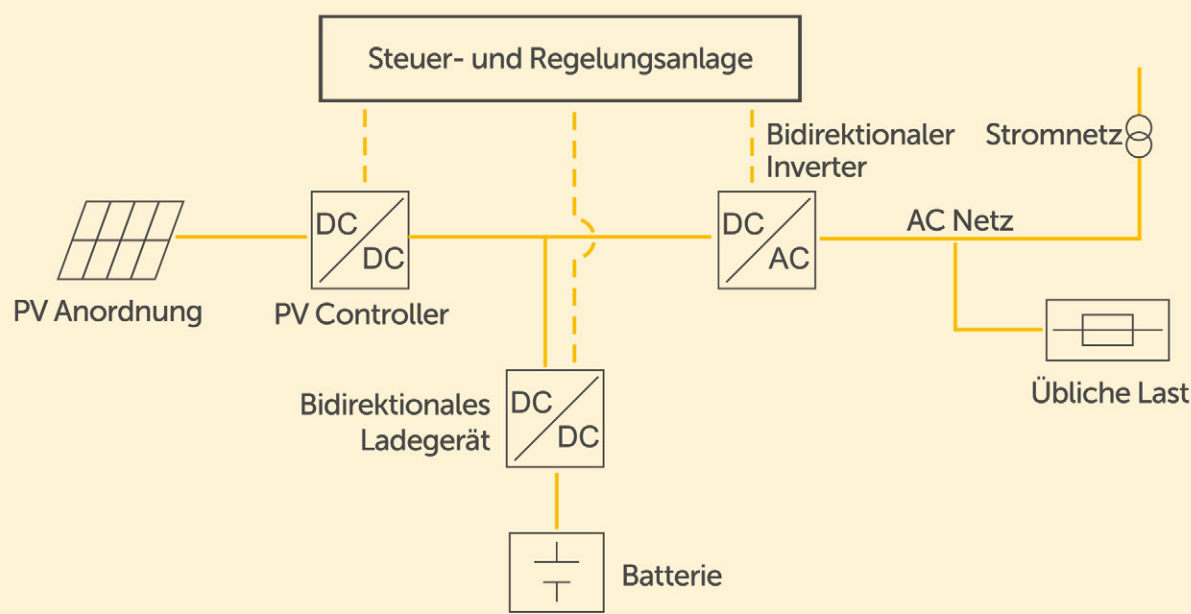 Steuer- und Regelungsanlage
Bidirektionaler
Inverter
Stromnetz
DC
DC
DC
AC
AC Netz
PV Anordnung
PV Controller
Übliche Last
Bidirektionales
Ladegerät
DC
DC
Batterie